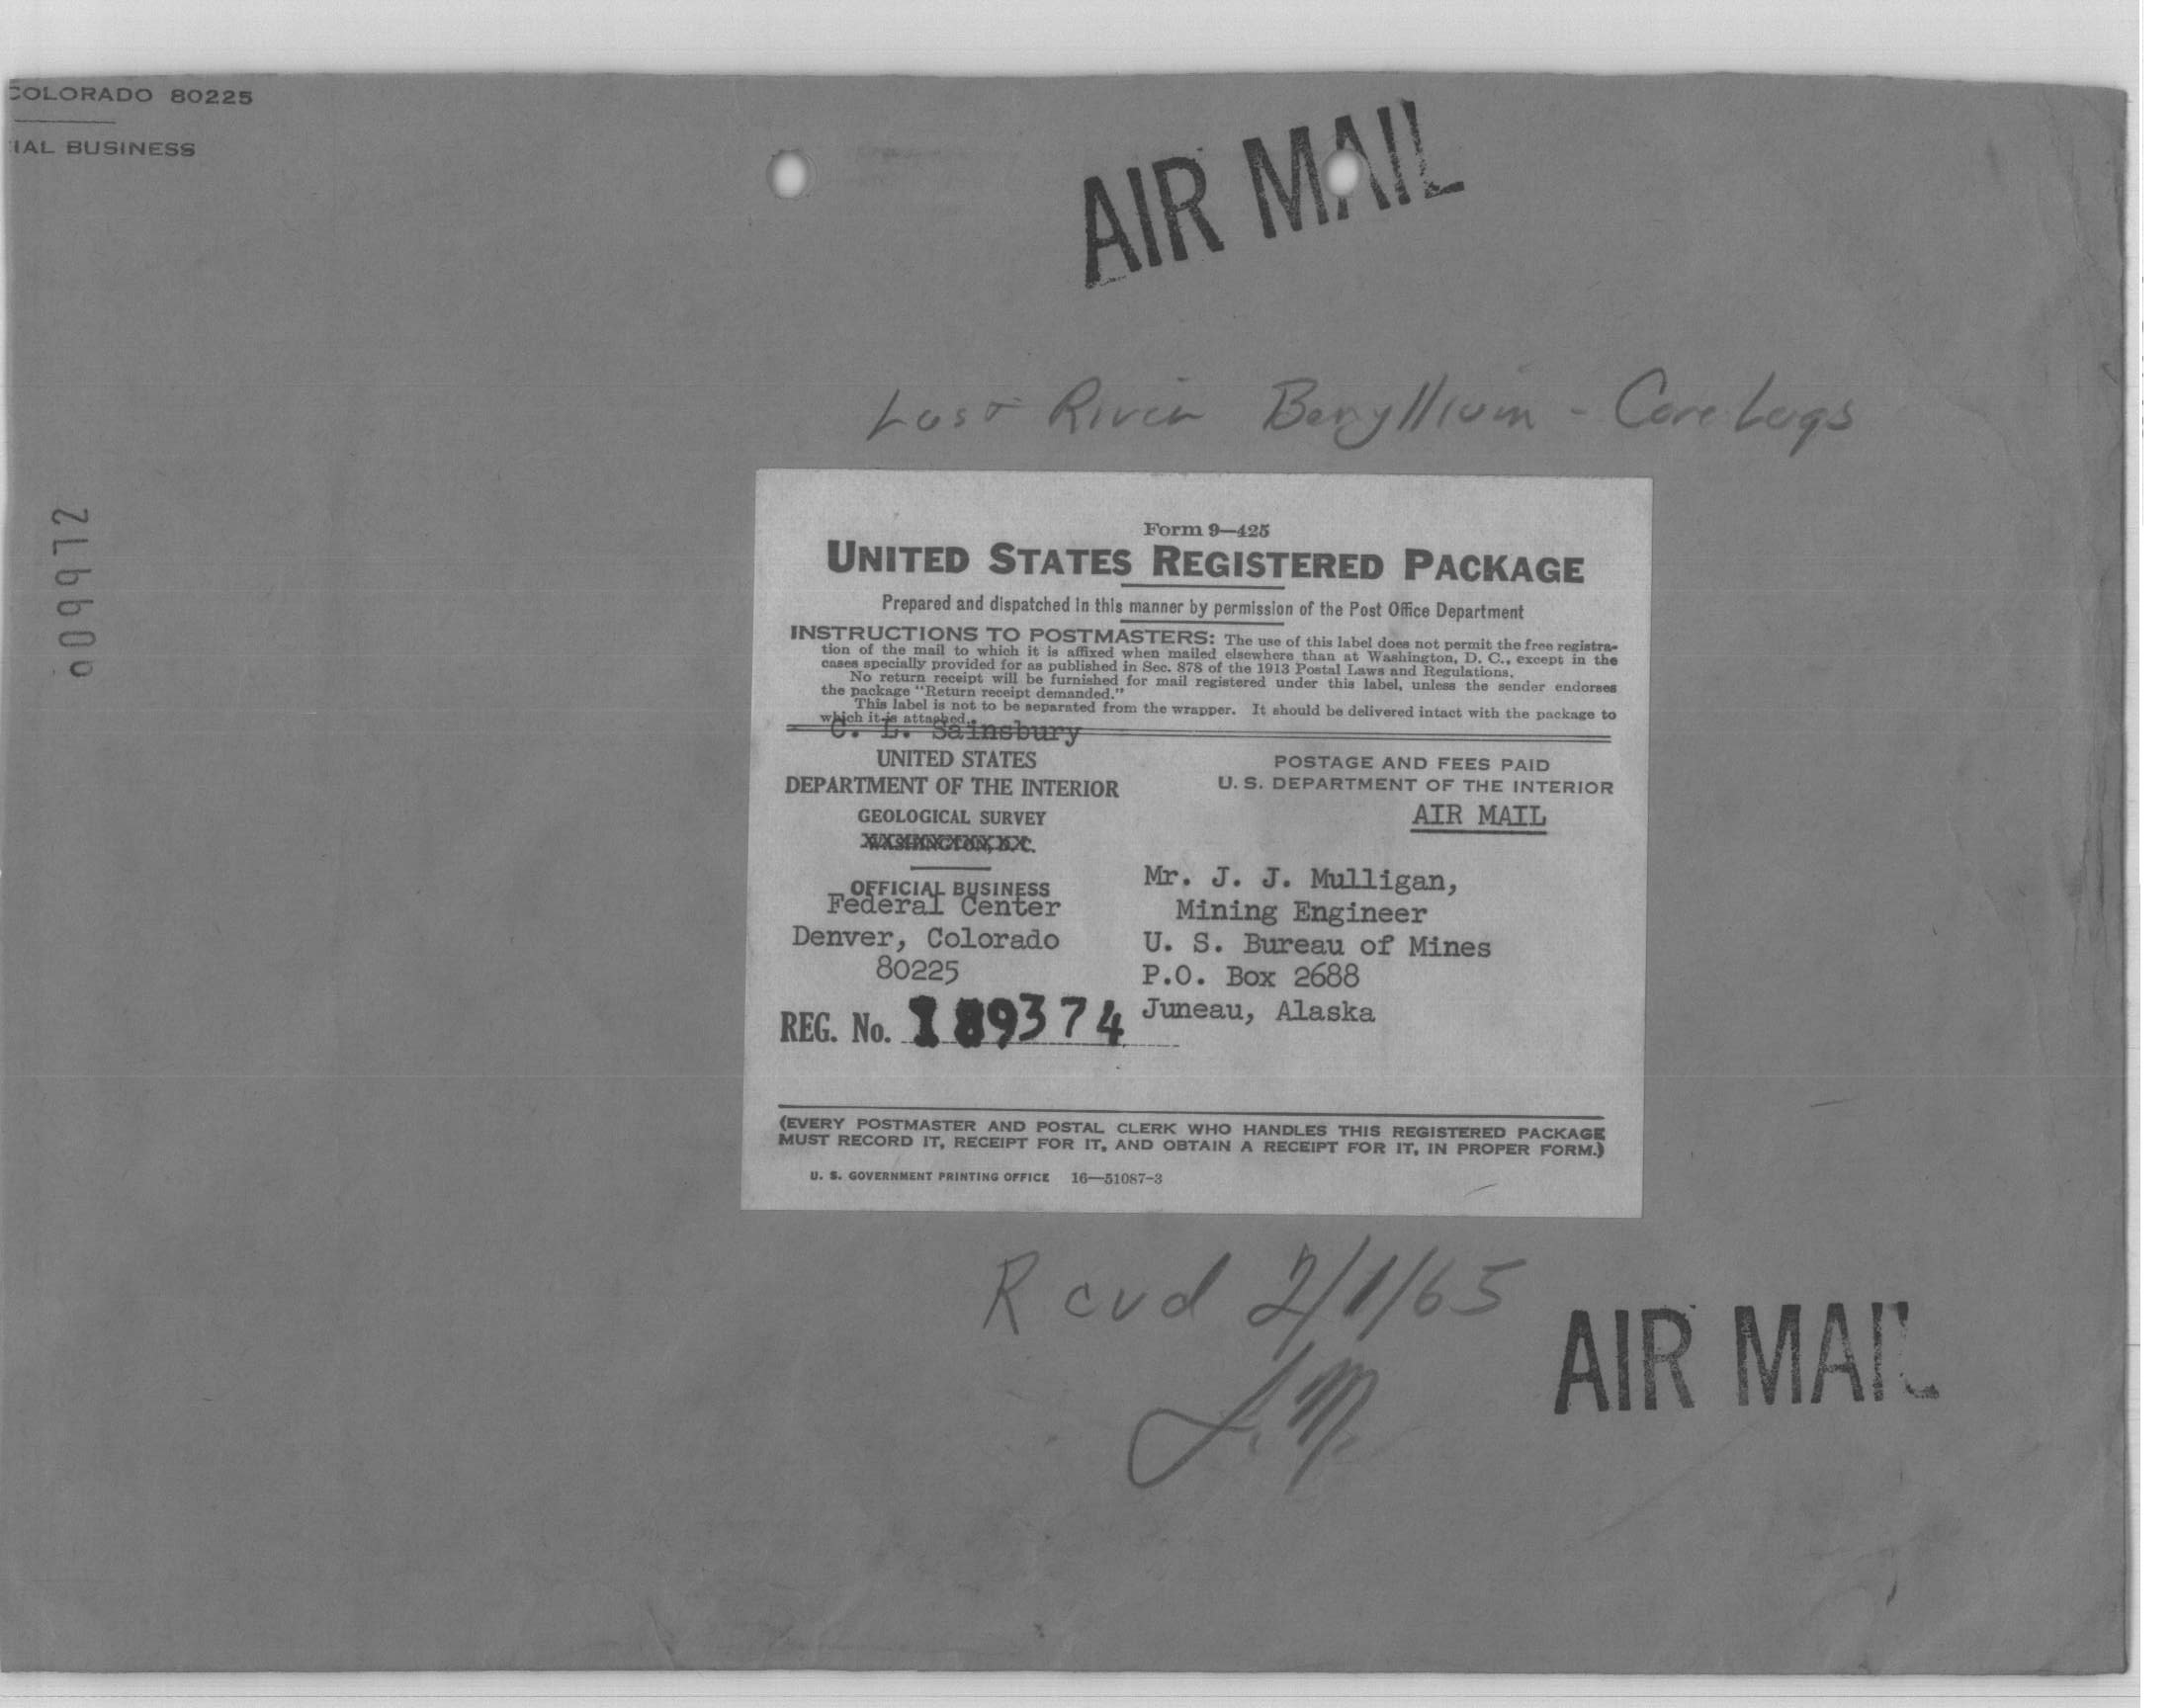 COLORADO 80225
IAL BUSINESS
AIR MAIL
Lost River Beryllium - Core Logs
Form 9—425
UNITED STATES REGISTERED PACKAGE
Prepared and dispatched in this manner by permission of the Post Office Department
INSTRUCTIONS TO POSTMASTERS: The use of this label does not permit the free registra-
tion of the mail to which it is affixed when mailed elsewhere than at Washington, D. C., except in the
cases specially provided for as published in Sec. 878 of the 1913 Postal Laws and Regulations.
No return receipt will be furnished for mail registered under this label, unless the sender endorses
the package "Return receipt demanded."
This label is not to be separated from the wrapper. It should be delivered intact with the package to
which it is attached.
C. L. Sainsbury
UNITED STATES
DEPARTMENT OF THE INTERIOR
GEOLOGICAL SURVEY
WASHINGTON, D.C.
OFFICIAL BUSINESS
Federal Center
Denver, Colorado
80225
REG. No. 189374
POSTAGE AND FEES PAID
U. S. DEPARTMENT OF THE INTERIOR
AIR MAIL
Mr. J. J. Mulligan,
Mining Engineer
U. S. Bureau of Mines
P.O. Box 2688
Juneau, Alaska
(EVERY POSTMASTER AND POSTAL CLERK WHO HANDLES THIS REGISTERED PACKAGE
MUST RECORD IT, RECEIPT FOR IT, AND OBTAIN A RECEIPT FOR IT, IN PROPER FORM.)
U. S. GOVERNMENT PRINTING OFFICE 16—51087-3
Rcvd 2/1/65
AIR MAIL